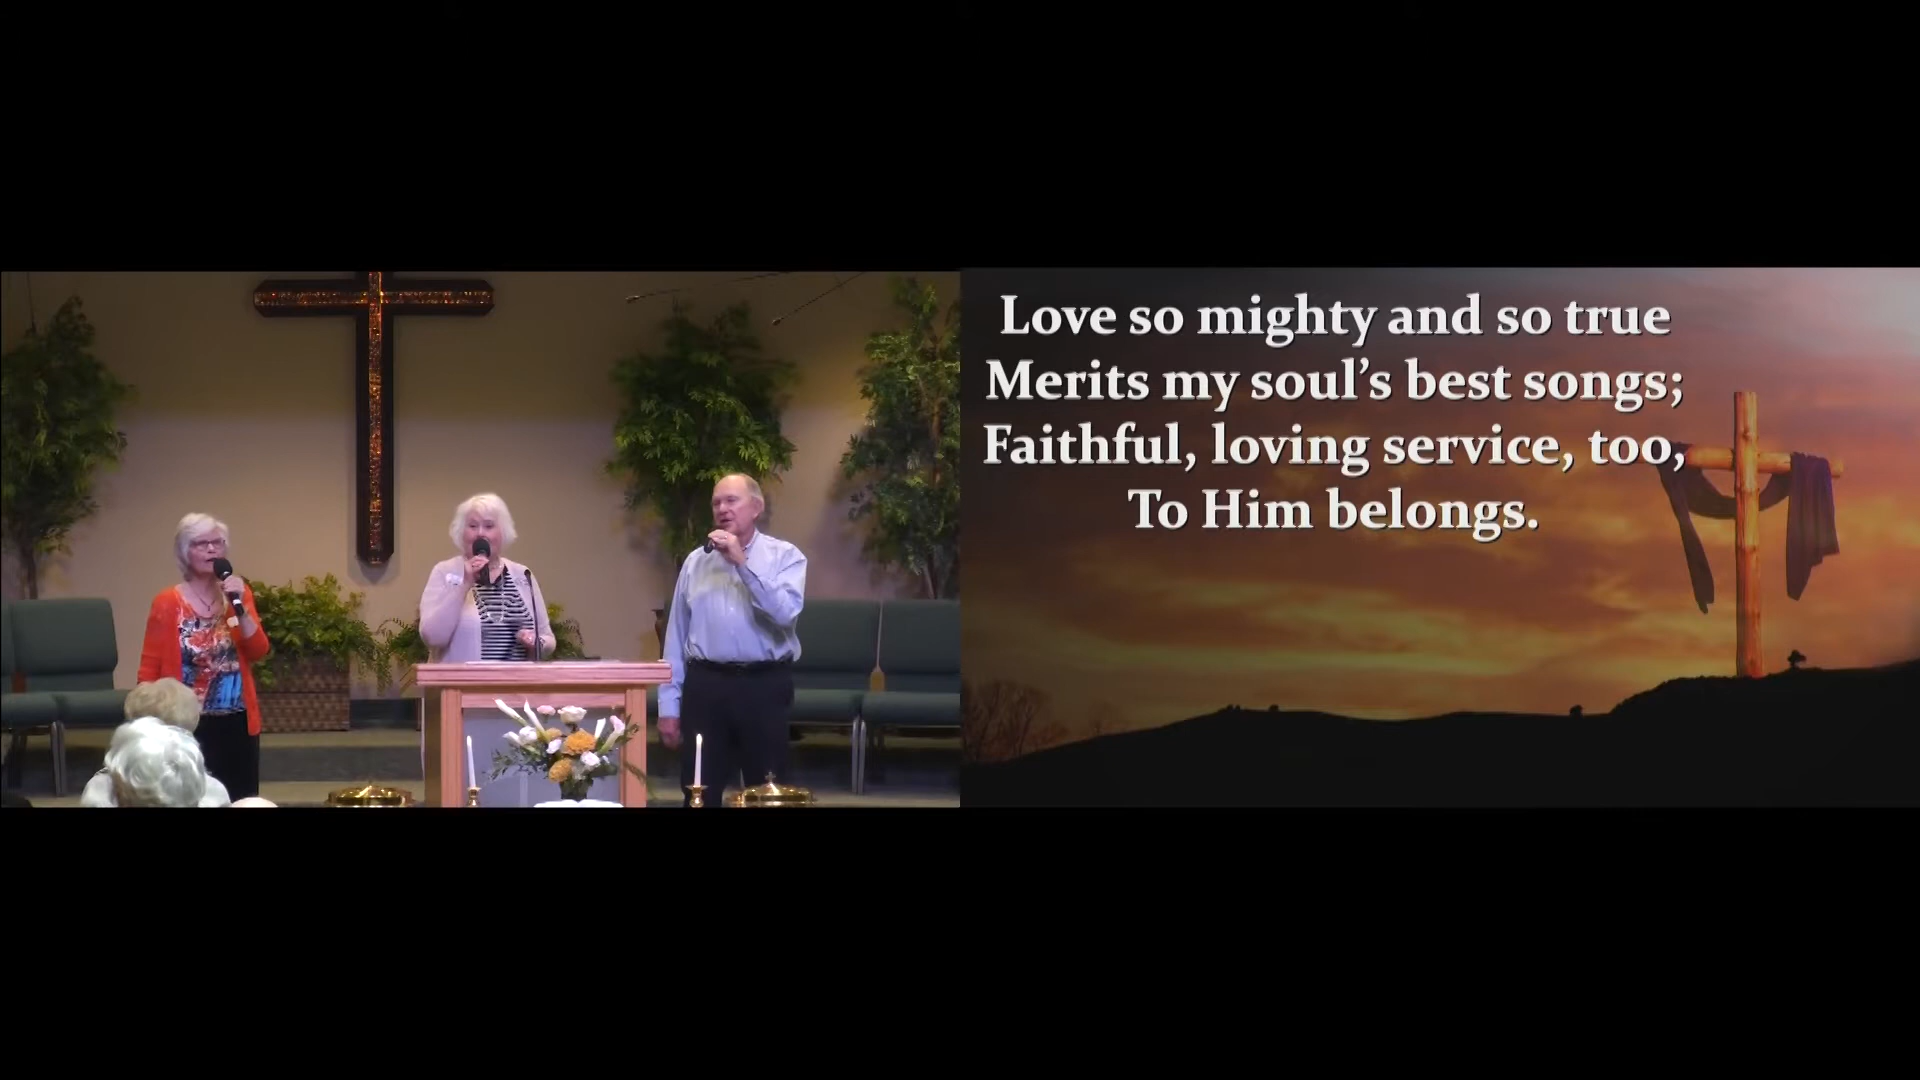 Love so mighty and so true
Merits my soul’s best songs;
Faithful, loving service, too,
To Him belongs.